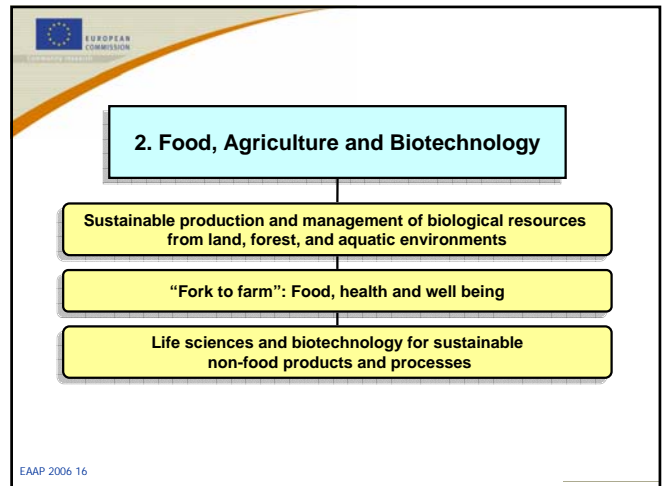 EUROPEAN
COMMISSION
Community research
2. Food, Agriculture and Biotechnology
Sustainable production and management of biological resources
from land, forest, and aquatic environments
“Fork to farm”: Food, health and well being
Life sciences and biotechnology for sustainable
non-food products and processes
EAAP 2006 16